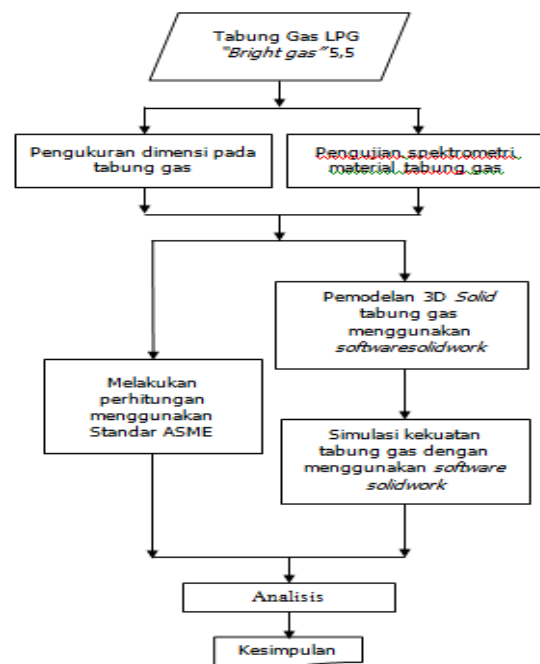 Tabung Gas LPG
"Bright gas" 5,5
Pengukuran dimensi pada
tabung gas
Pengujian spektrometri
material tabung gas
Pemodelan 3D Solid
tabung gas
menggunakan
softwaresolidwork
Melakukan
perhitungan
menggunakan
Standar ASME
Simulasi kekuatan
tabung gas dengan
menggunakan software
solidwork
Analisis
Kesimpulan